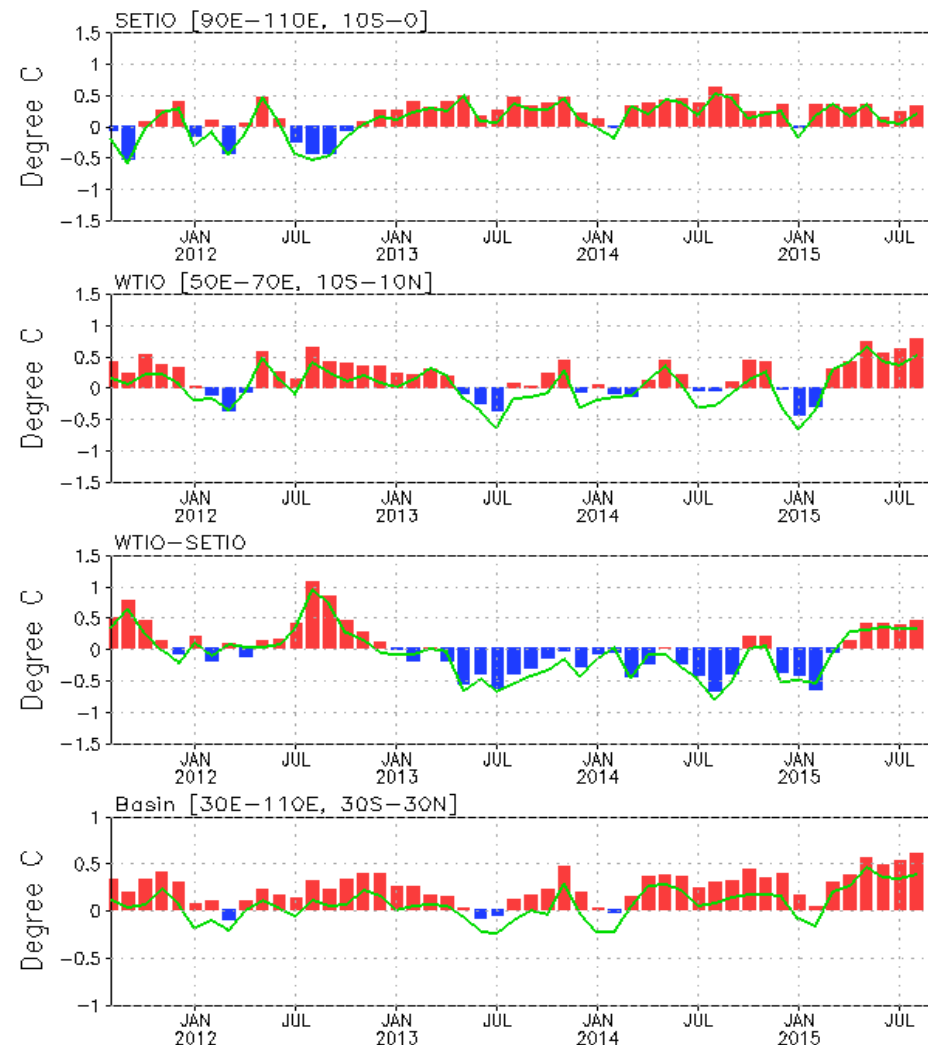 SETIO [90E-110E, 10S-0]
Degree C
1.5
1
0.5
0
-0.5
-1
-1.5
JAN JUL JAN JUL JAN JUL JAN JUL
2012 2013 2014 2015
WTIO [50E-70E, 10S-10N]
Degree C
1.5
1
0.5
0
-0.5
-1
-1.5
JAN JUL JAN JUL JAN JUL JAN JUL
2012 2013 2014 2015
WTIO-SETIO
Degree C
1.5
1
0.5
0
-0.5
-1
-1.5
JAN JUL JAN JUL JAN JUL JAN JUL
2012 2013 2014 2015
Basin [30E-110E, 30S-30N]
Degree C
1
0.5
0
-0.5
-1
JAN JUL JAN JUL JAN JUL JAN JUL
2012 2013 2014 2015